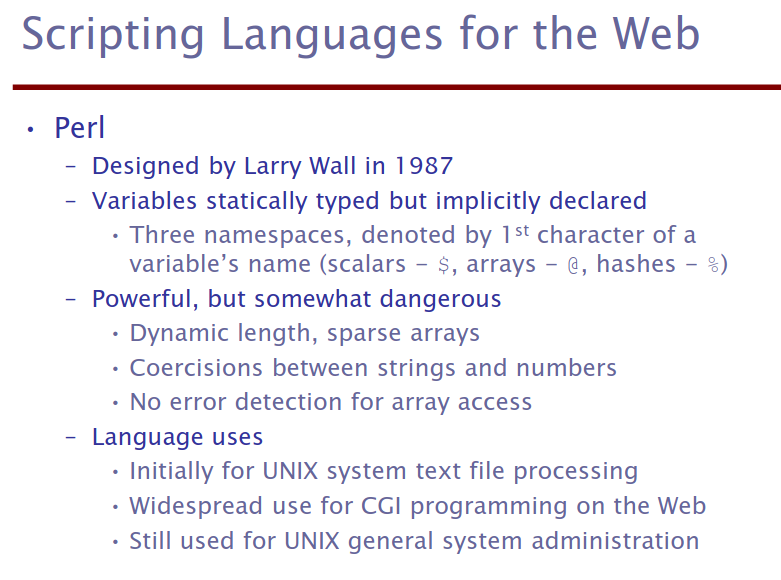 Scripting Languages for the Web
• Perl
– Designed by Larry Wall in 1987
– Variables statically typed but implicitly declared
• Three namespaces, denoted by 1st character of a
variable's name (scalars – $, arrays – @, hashes – %)
– Powerful, but somewhat dangerous
• Dynamic length, sparse arrays
• Coercisions between strings and numbers
• No error detection for array access
– Language uses
• Initially for UNIX system text file processing
• Widespread use for CGI programming on the Web
• Still used for UNIX general system administration